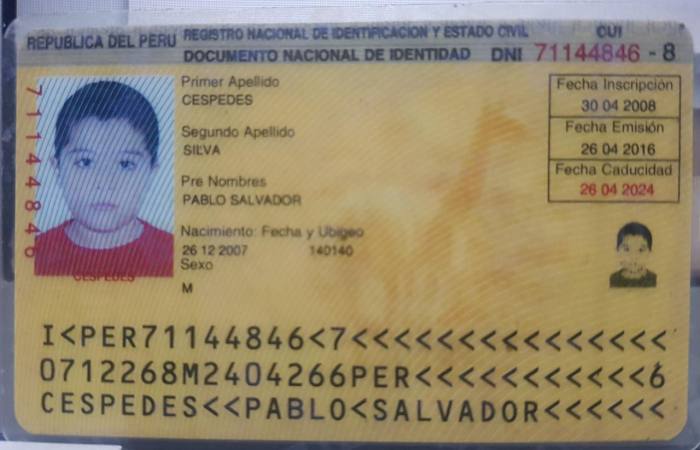 REPUBLICA DEL PERU
REGISTRO NACIONAL DE IDENTIFICACION Y ESTADO CIVIL
CUI
DOCUMENTO NACIONAL DE IDENTIDAD DNI 71144846 - 8
71144846
Primer Apellido
CESPEDES
Segundo Apellido
SILVA
Pre Nombres
PABLO SALVADOR
Nacimiento: Fecha y Ubigeo
26 12 2007 140140
Sexo
M
Fecha Inscripción
30 04 2008
Fecha Emisión
26 04 2016
Fecha Caducidad
26 04 2024
CESPEDES
I<PER71144846<7<<<<<<<<<<<<<<<
0712268M2404266PER<<<<<<<<<<<6
CESPEDES<<PABLO<SALVADOR<<<<<<